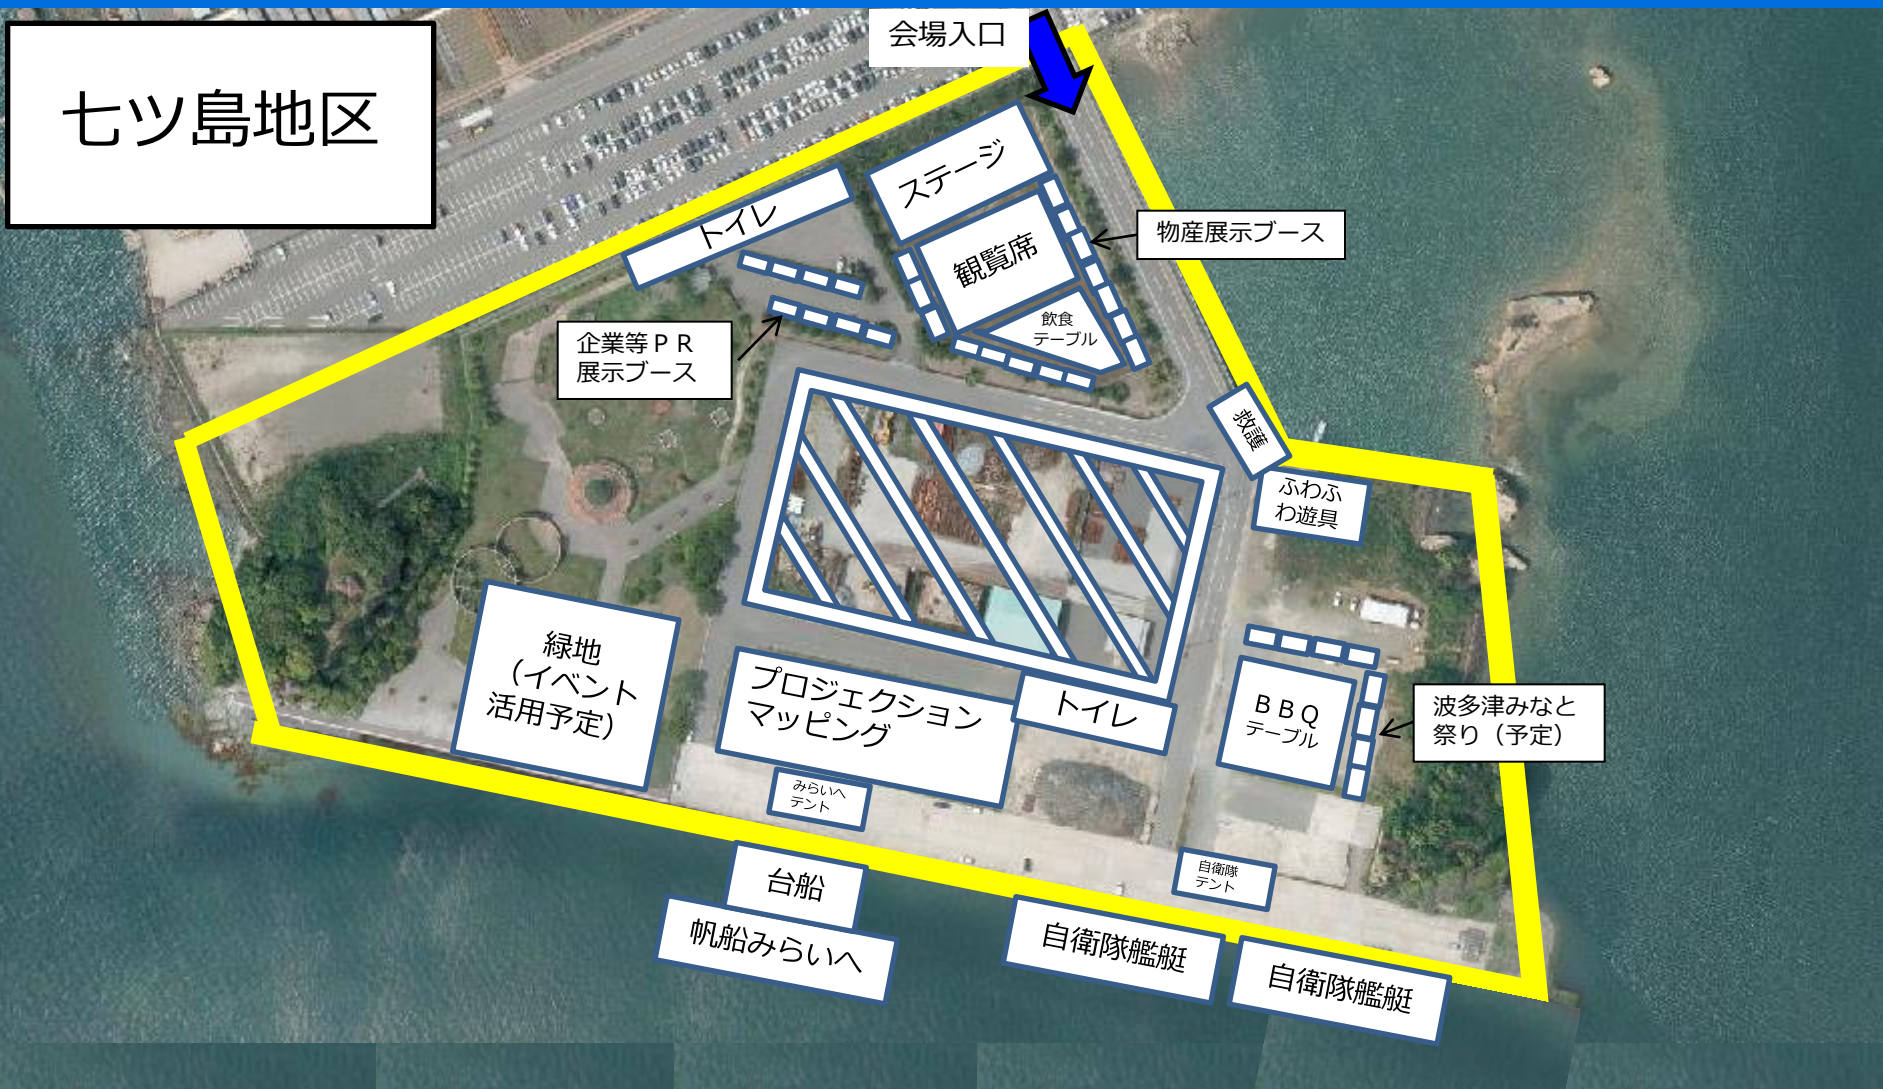 会場入口
七ツ島地区
ステージ
トイレ
観覧席
物産展示ブース
飲食
テーブル
企業等ＰＲ
展示ブース
救護
ふわふ
わ遊具
緑地
（イベント
活用予定）
プロジェクション
マッピング
トイレ
ＢＢＱ
テーブル
波多津みなと
祭り（予定）
みらいへ
テント
自衛隊
テント
台船
帆船みらいへ
自衛隊艦艇
自衛隊艦艇